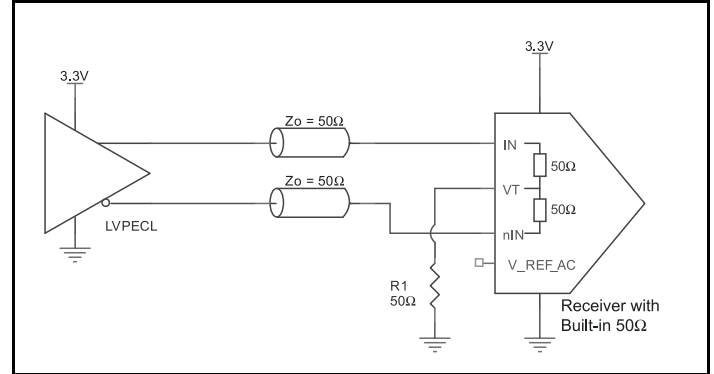 3.3V
3.3V
Zo = 50Ω
IN
50Ω
Zo = 50Ω
VT
50Ω
LVPECL
nIN
V_REF_AC
R1
50Ω
Receiver with
Built-in 50Ω